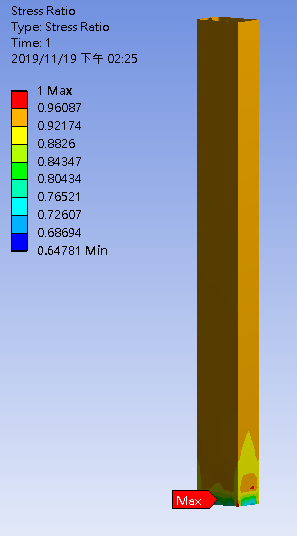 Stress Ratio
Type: Stress Ratio
Time: 1
2019/11/19 下午 02:25
1 Max
0.96087
0.92174
0.8826
0.84347
0.80434
0.76521
0.72607
0.68694
0.64781 Min
Max